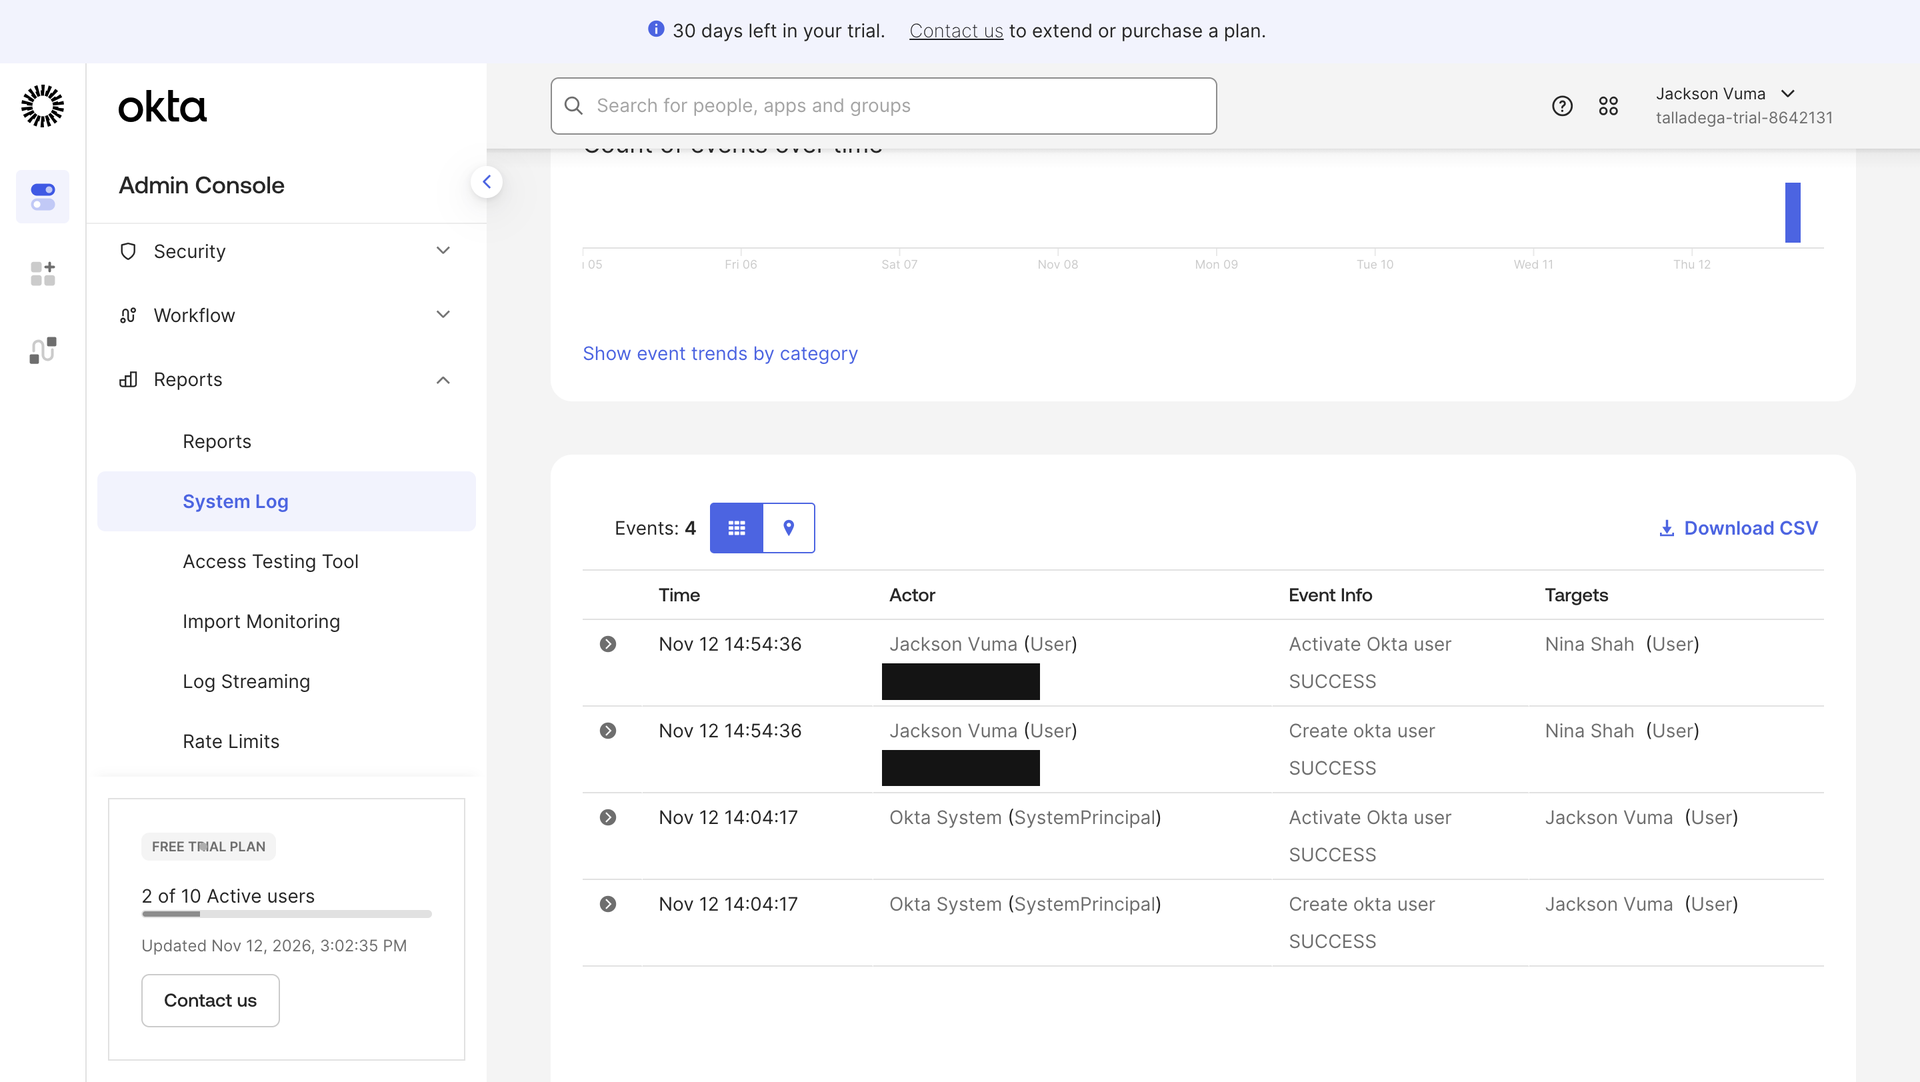 30 days left in your trial. Contact us to extend or purchase a plan.
okta
Search for people, apps and groups
Jackson Vuma
talladega-trial-8642131
Admin Console
Security
Workflow
Reports
Reports
System Log
Access Testing Tool
Import Monitoring
Log Streaming
Rate Limits
FREE TRIAL PLAN
2 of 10 Active users
Updated Nov 12, 2026, 3:02:35 PM
Contact us
Count of events over time
05 Fri 06 Sat 07 Nov 08 Mon 09 Tue 10 Wed 11 Thu 12
Show event trends by category
Events: 4
Download CSV
Time Actor Event Info Targets
Nov 12 14:54:36 Jackson Vuma (User) Activate Okta user Nina Shah (User)
SUCCESS
Nov 12 14:54:36 Jackson Vuma (User) Create okta user Nina Shah (User)
SUCCESS
Nov 12 14:04:17 Okta System (SystemPrincipal) Activate Okta user Jackson Vuma (User)
SUCCESS
Nov 12 14:04:17 Okta System (SystemPrincipal) Create okta user Jackson Vuma (User)
SUCCESS